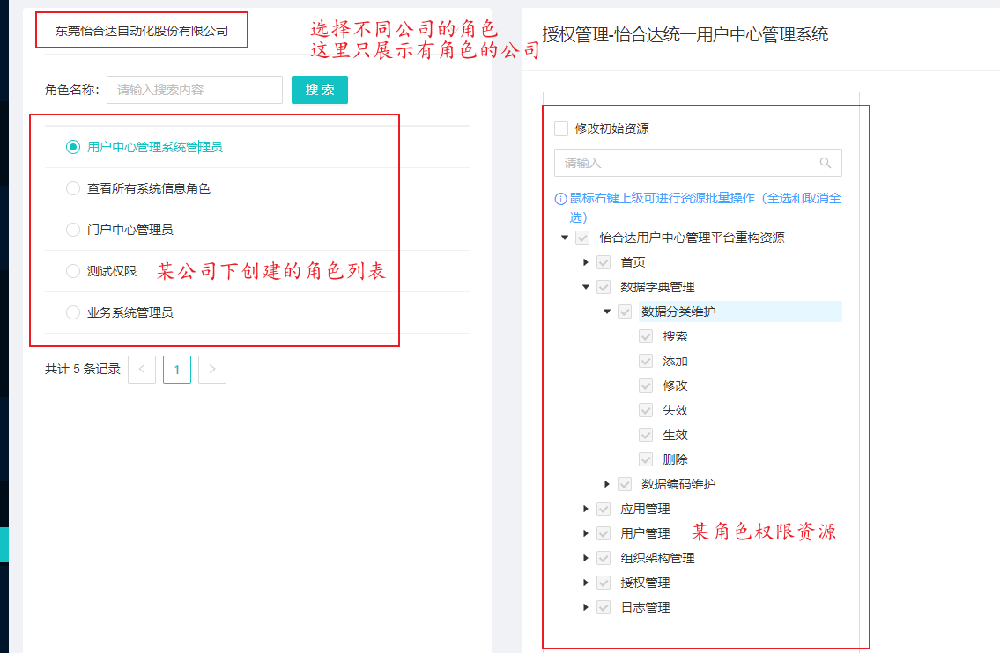 东莞怡合达自动化股份有限公司
选择不同公司的角色
这里只展示有角色的公司
角色名称:
请输入搜索内容
搜 索
用户中心管理系统管理员
查看所有系统信息角色
门户中心管理员
测试权限
某公司下创建的角色列表
业务系统管理员
共计 5 条记录
<
1
>
授权管理-怡合达统一用户中心管理系统
修改初始资源
请输入
鼠标右键上级可进行资源批量操作（全选和取消全
选）
怡合达用户中心管理平台重构资源
首页
数据字典管理
数据分类维护
搜索
添加
修改
失效
生效
删除
数据编码维护
应用管理
用户管理
某角色权限资源
组织架构管理
授权管理
日志管理